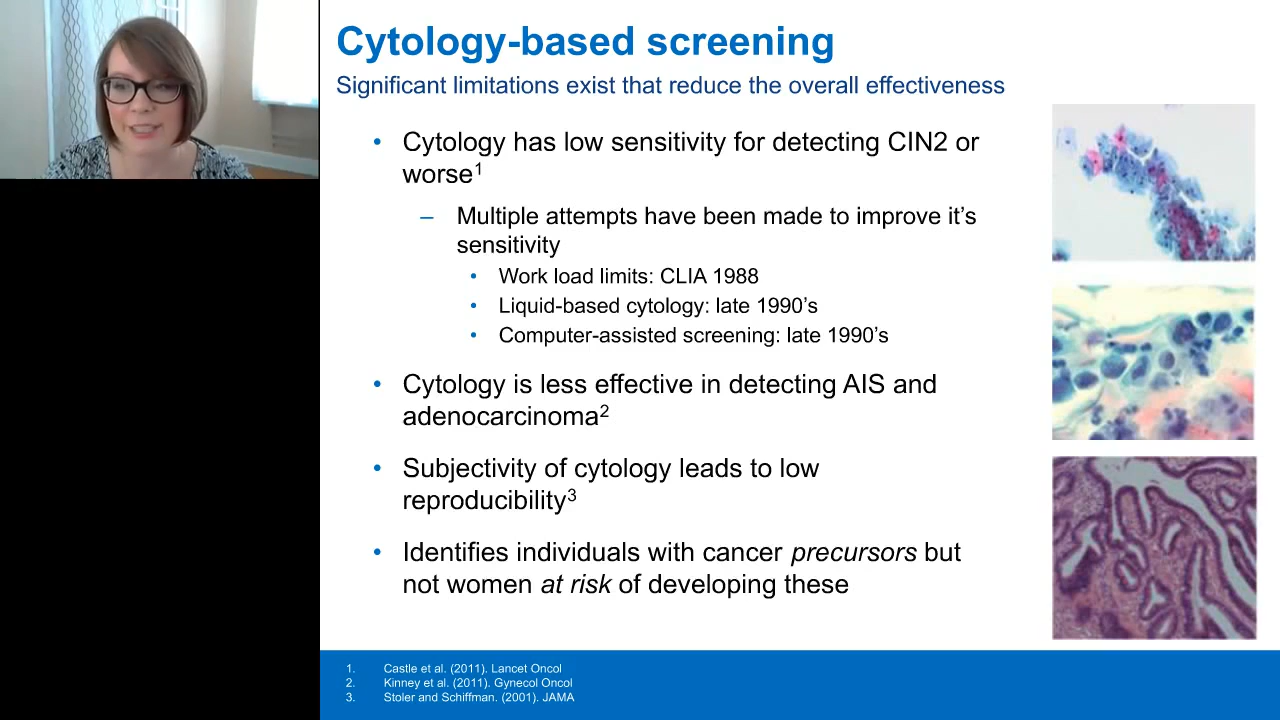 Cytology-based screening
Significant limitations exist that reduce the overall effectiveness
• Cytology has low sensitivity for detecting CIN2 or
worse1
– Multiple attempts have been made to improve it's
sensitivity
• Work load limits: CLIA 1988
• Liquid-based cytology: late 1990's
• Computer-assisted screening: late 1990's
• Cytology is less effective in detecting AIS and
adenocarcinoma2
• Subjectivity of cytology leads to low
reproducibility3
• Identifies individuals with cancer precursors but
not women at risk of developing these
1. Castle et al. (2011). Lancet Oncol
2. Kinney et al. (2011). Gynecol Oncol
3. Stoler and Schiffman. (2001). JAMA